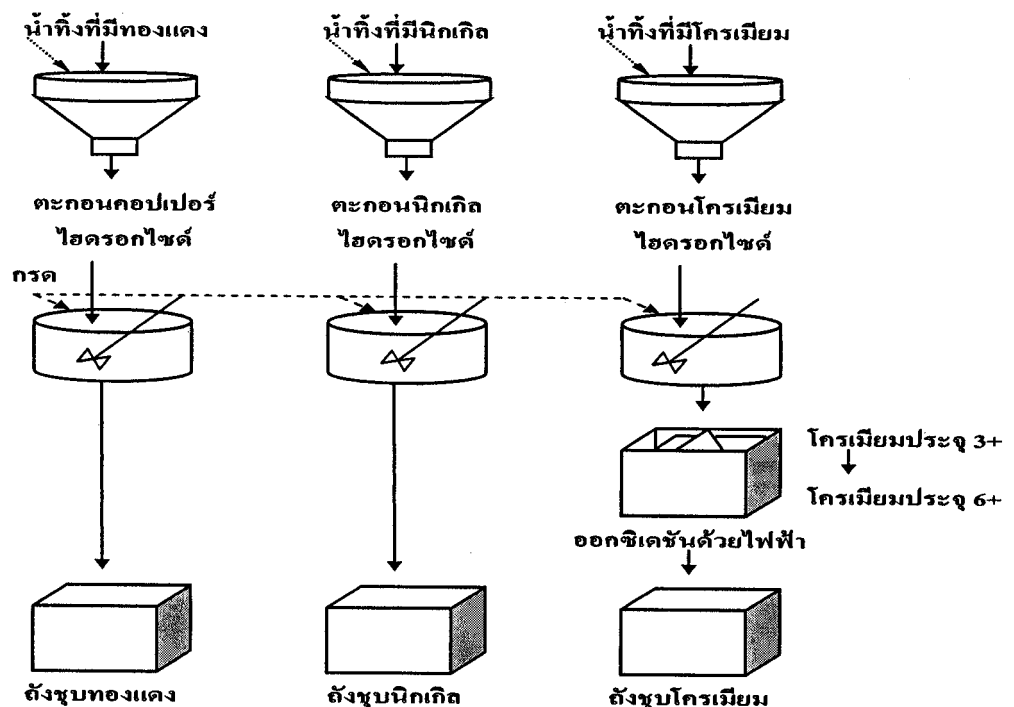 น้ำทิ้งที่มีทองแดง
น้ำทิ้งที่มีนิกเกิล
น้ำทิ้งที่มีโครเมียม
ตะกอนคอปเปอร์
ไฮดรอกไซด์
ตะกอนนิกเกิล
ไฮดรอกไซด์
ตะกอนโครเมียม
ไฮดรอกไซด์
กรด
โครเมียมประจุ 3+
โครเมียมประจุ 6+
ออกซิเดชันด้วยไฟฟ้า
ถังชุบทองแดง
ถังชุบนิกเกิล
ถังชุบโครเมียม